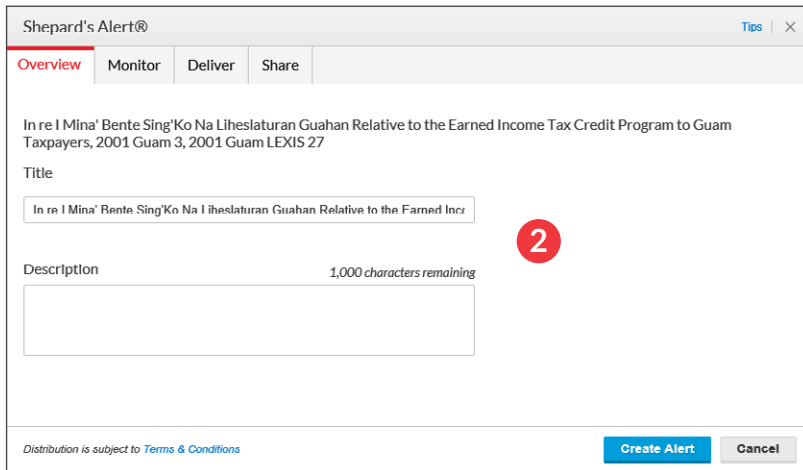 Shepard's Alert® Tips
Overview Monitor Deliver Share
In re I Mina' Bente Sing'Ko Na Liheslaturan Guahan Relative to the Earned Income Tax Credit Program to Guam
Taxpayers, 2001 Guam 3, 2001 Guam LEXIS 27
Title
In re I Mina' Bente Sing'Ko Na Liheslaturan Guahan Relative to the Earned Inco
2
Description 1,000 characters remaining
Distribution is subject to Terms & Conditions Create Alert Cancel